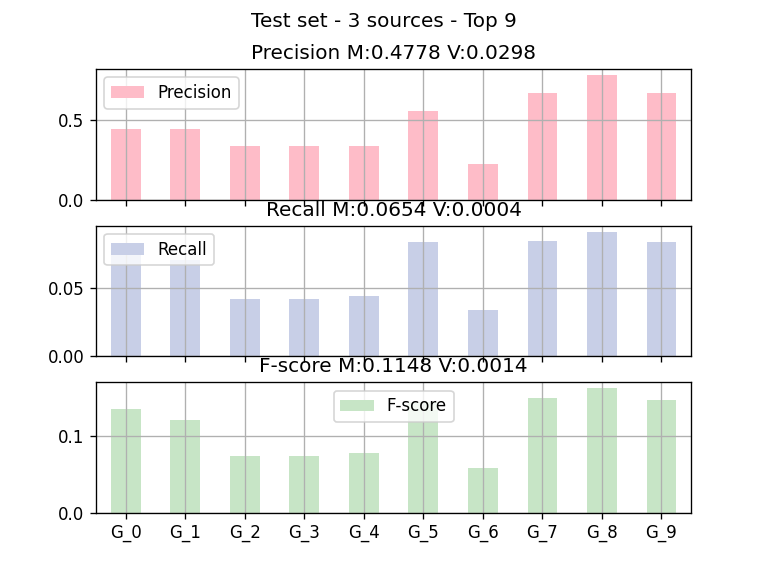 Test set - 3 sources - Top 9
Precision M:0.4778 V:0.0298
Precision
0.5
0.0
Recall M:0.0654 V:0.0004
Recall
0.05
0.00
F-score M:0.1148 V:0.0014
F-score
0.1
0.0
G_0 G_1 G_2 G_3 G_4 G_5 G_6 G_7 G_8 G_9